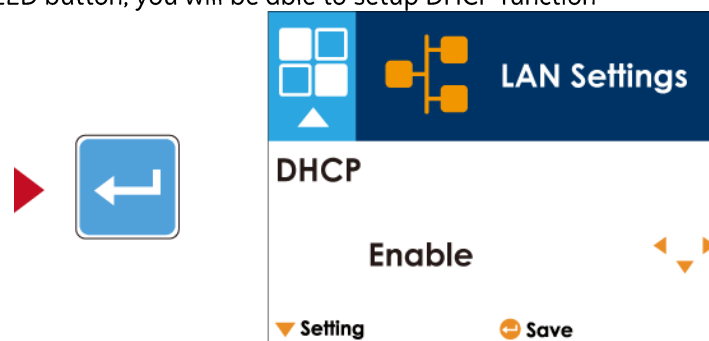 LED button, you will be able to setup DHCP function
LAN Settings
DHCP
Enable
Setting
Save